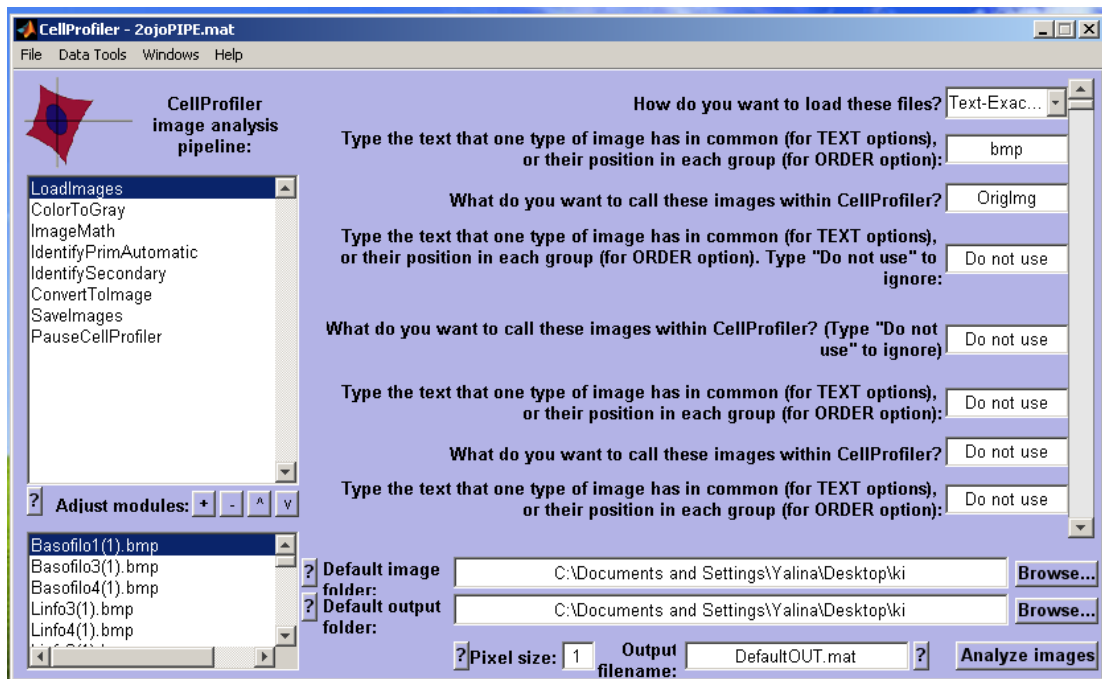 CellProfiler - 2ojoPIPE.mat
File Data Tools Windows Help
CellProfiler
image analysis
pipeline:
LoadImages
ColorToGray
ImageMath
IdentifyPrimAutomatic
IdentifySecondary
ConvertToImage
SaveImages
PauseCellProfiler
? Adjust modules: + - ^ v
Basofilo1(1).bmp
Basofilo3(1).bmp
Basofilo4(1).bmp
Linfo3(1).bmp
Linfo4(1).bmp
How do you want to load these files? Text-Exac...
Type the text that one type of image has in common (for TEXT options),
or their position in each group (for ORDER option): bmp
What do you want to call these images within CellProfiler? OrigImg
Type the text that one type of image has in common (for TEXT options),
or their position in each group (for ORDER option). Type "Do not use" to
ignore: Do not use
What do you want to call these images within CellProfiler? (Type "Do not
use" to ignore) Do not use
Type the text that one type of image has in common (for TEXT options),
or their position in each group (for ORDER option): Do not use
What do you want to call these images within CellProfiler? Do not use
Type the text that one type of image has in common (for TEXT options),
or their position in each group (for ORDER option): Do not use
? Default image
folder: C:\Documents and Settings\Yalina\Desktop\ki Browse...
? Default output
folder: C:\Documents and Settings\Yalina\Desktop\ki Browse...
? Pixel size: 1 Output
filename: DefaultOUT.mat ? Analyze images